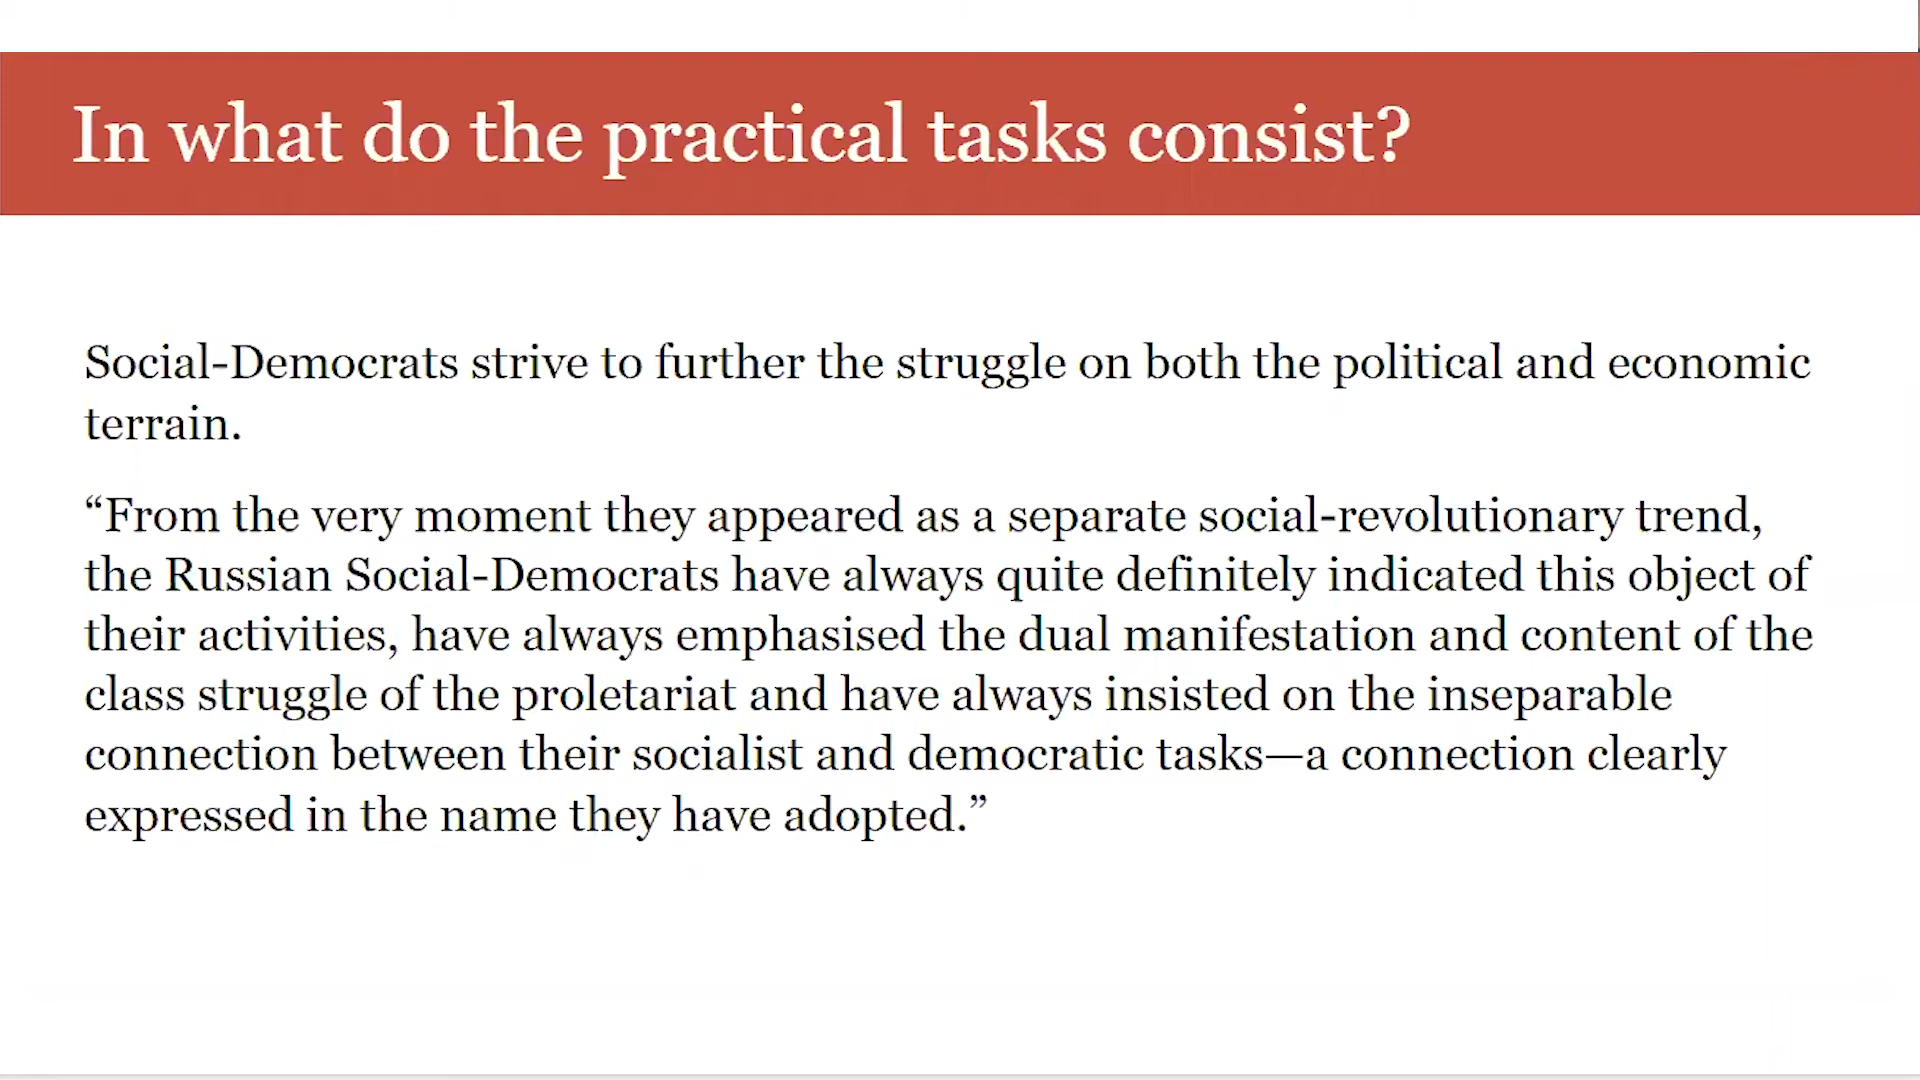 In what do the practical tasks consist?
Social-Democrats strive to further the struggle on both the political and economic
terrain.
“From the very moment they appeared as a separate social-revolutionary trend,
the Russian Social-Democrats have always quite definitely indicated this object of
their activities, have always emphasised the dual manifestation and content of the
class struggle of the proletariat and have always insisted on the inseparable
connection between their socialist and democratic tasks—a connection clearly
expressed in the name they have adopted.”